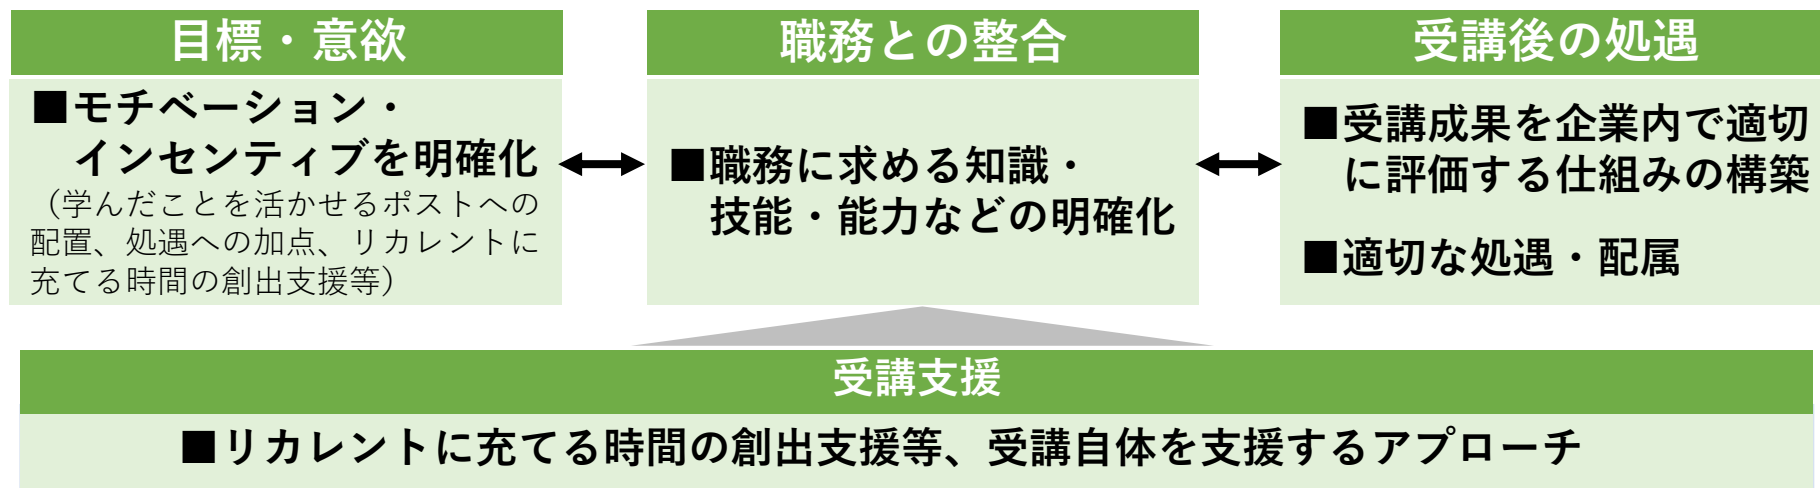 目標・意欲
■モチベーション・
インセンティブを明確化
（学んだことを活かせるポストへの
配置、処遇への加点、リカレントに
充てる時間の創出支援等）
職務との整合
■職務に求める知識・
技能・能力などの明確化
受講後の処遇
■受講成果を企業内で適切
に評価する仕組みの構築
■適切な処遇・配属
受講支援
■リカレントに充てる時間の創出支援等、受講自体を支援するアプローチ